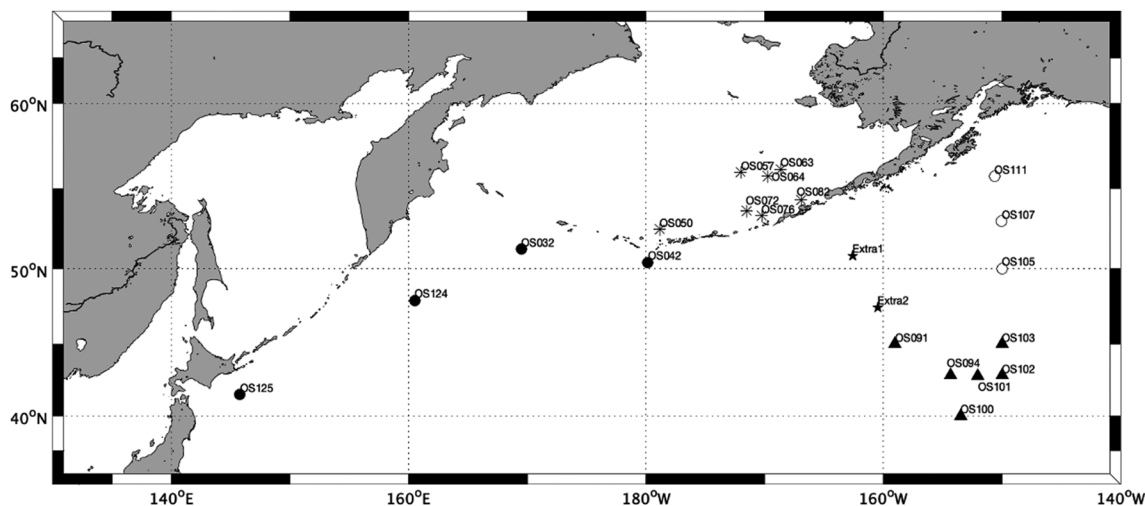 60°N
OS063
OS057
OS064
OS111
OS082
OS072
OS076
OS107
OS050
OS032
Extra1
OS042
OS105
50°N
OS124
Extra2
OS091
OS103
OS094
OS102
OS125
OS101
OS100
40°N
140°E
160°E
180°W
160°W
140°W